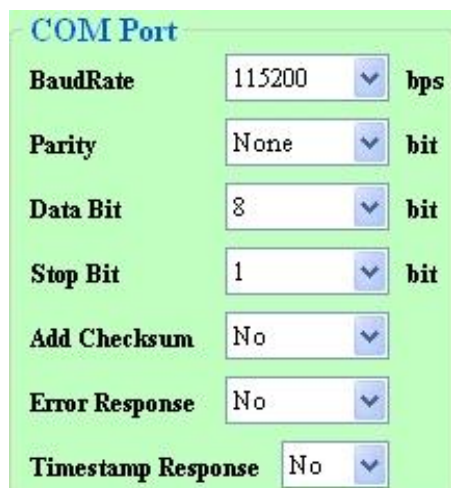 COM Port
BaudRate 115200 bps
Parity None bit
Data Bit 8 bit
Stop Bit 1 bit
Add Checksum No
Error Response No
Timestamp Response No